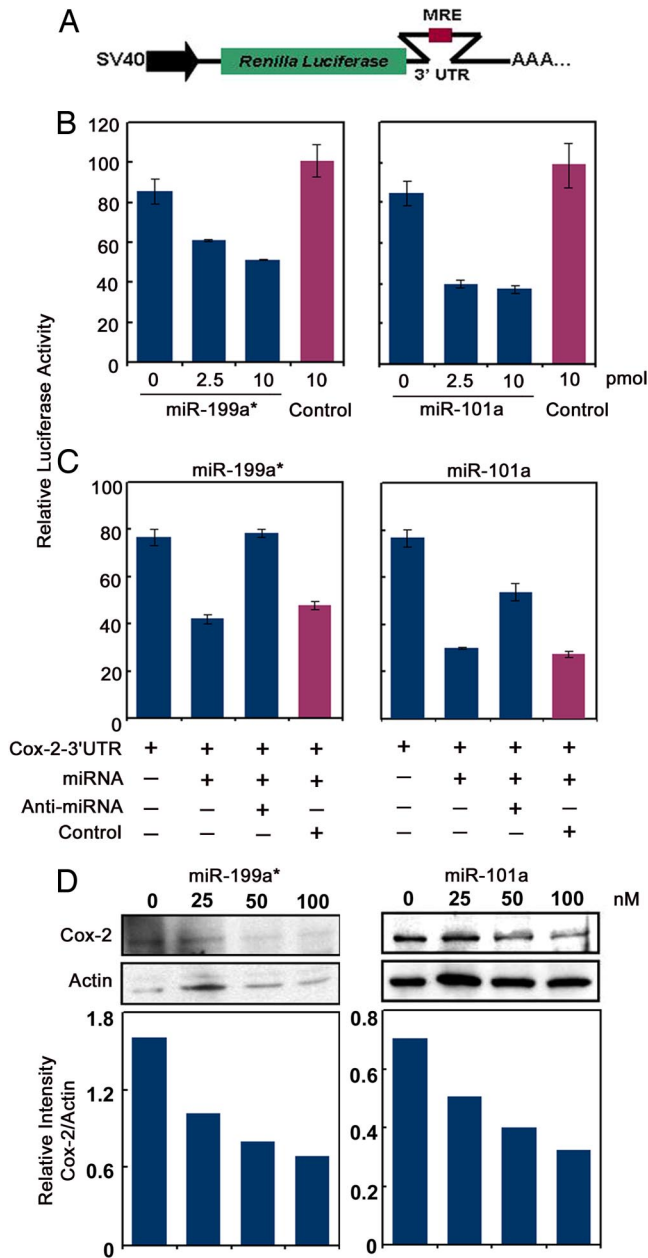 A
MRE
SV40 Renilla Luciferase 3' UTR AAA...
B
120
100
80
60
40
20
0
0 2.5 10 10 0 2.5 10 10 pmol
miR-199a* Control miR-101a Control
Relative Luciferase Activity
C
miR-199a* miR-101a
100
80
60
40
20
0
Cox-2-3'UTR + + + + + + + +
miRNA – + + + – + + +
Anti-miRNA – – + – – – + –
Control – – – + – – – +
D
miR-199a* miR-101a
0 25 50 100 0 25 50 100 nM
Cox-2
Actin
1.8
1.2
0.6
0
0.8
0.6
0.4
0.2
0
Relative Intensity
Cox-2/Actin